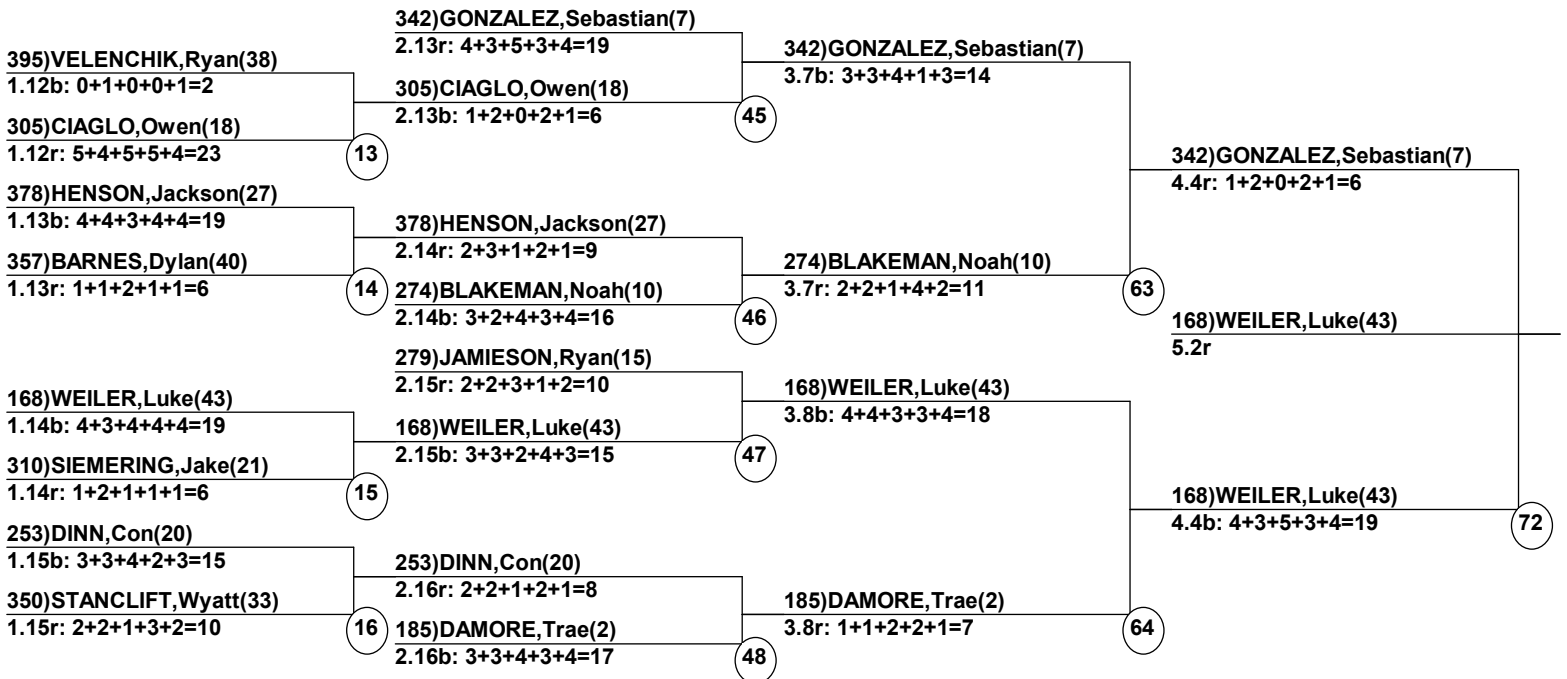 395)VELENCHIK,Ryan(38)
1.12b: 0+1+0+0+1=2
305)CIAGLO,Owen(18)
1.12r: 5+4+5+5+4=23
13
378)HENSON,Jackson(27)
1.13b: 4+4+3+4+4=19
357)BARNES,Dylan(40)
1.13r: 1+1+2+1+1=6
14
168)WEILER,Luke(43)
1.14b: 4+3+4+4+4=19
310)SIEMERING,Jake(21)
1.14r: 1+2+1+1+1=6
15
253)DINN,Con(20)
1.15b: 3+3+4+2+3=15
350)STANCLIFT,Wyatt(33)
1.15r: 2+2+1+3+2=10
16
342)GONZALEZ,Sebastian(7)
2.13r: 4+3+5+3+4=19
305)CIAGLO,Owen(18)
2.13b: 1+2+0+2+1=6
45
378)HENSON,Jackson(27)
2.14r: 2+3+1+2+1=9
274)BLAKEMAN,Noah(10)
2.14b: 3+2+4+3+4=16
46
279)JAMIESON,Ryan(15)
2.15r: 2+2+3+1+2=10
168)WEILER,Luke(43)
2.15b: 3+3+2+4+3=15
47
253)DINN,Con(20)
2.16r: 2+2+1+2+1=8
185)DAMORE,Trae(2)
2.16b: 3+3+4+3+4=17
48
342)GONZALEZ,Sebastian(7)
3.7b: 3+3+4+1+3=14
274)BLAKEMAN,Noah(10)
3.7r: 2+2+1+4+2=11
63
168)WEILER,Luke(43)
3.8b: 4+4+3+3+4=18
185)DAMORE,Trae(2)
3.8r: 1+1+2+2+1=7
64
342)GONZALEZ,Sebastian(7)
4.4r: 1+2+0+2+1=6
168)WEILER,Luke(43)
5.2r
168)WEILER,Luke(43)
4.4b: 4+3+5+3+4=19
72